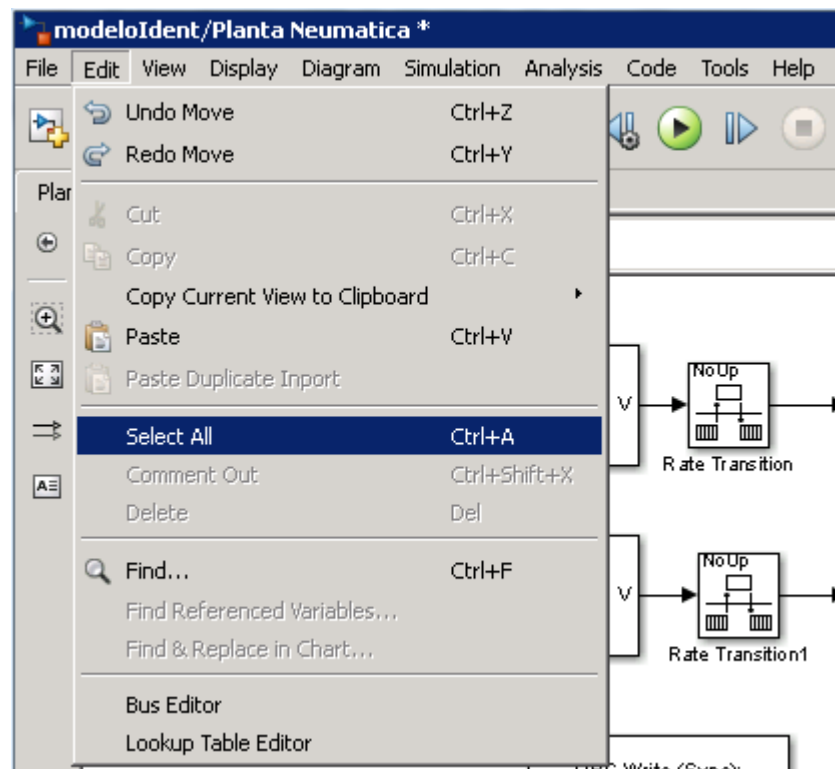 modeloIdent/Planta Neumatica *
File Edit View Display Diagram Simulation Analysis Code Tools Help
Undo Move Ctrl+Z
Redo Move Ctrl+Y
Plan
Cut Ctrl+X
Copy Ctrl+C
Copy Current View to Clipboard
Paste Ctrl+V
Paste Duplicate Inport
Select All Ctrl+A
Comment Out Ctrl+Shift+X
Delete Del
Find... Ctrl+F
Find Referenced Variables...
Find & Replace in Chart...
Bus Editor
Lookup Table Editor
A
NoUp
V
Rate Transition
NoUp
V
Rate Transition1
Write (Sync):